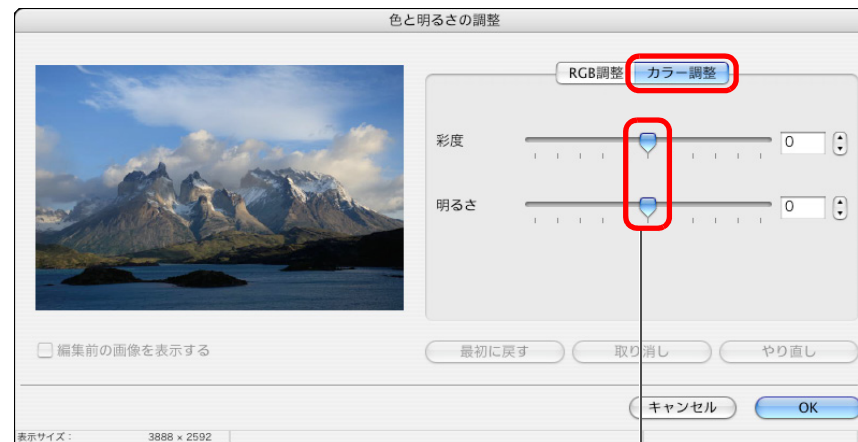 色と明るさの調整
RGB調整 カラー調整
彩度 0
明るさ 0
編集前の画像を表示する
最初に戻す 取り消し やり直し
キャンセル OK
表示サイズ： 3888 × 2592